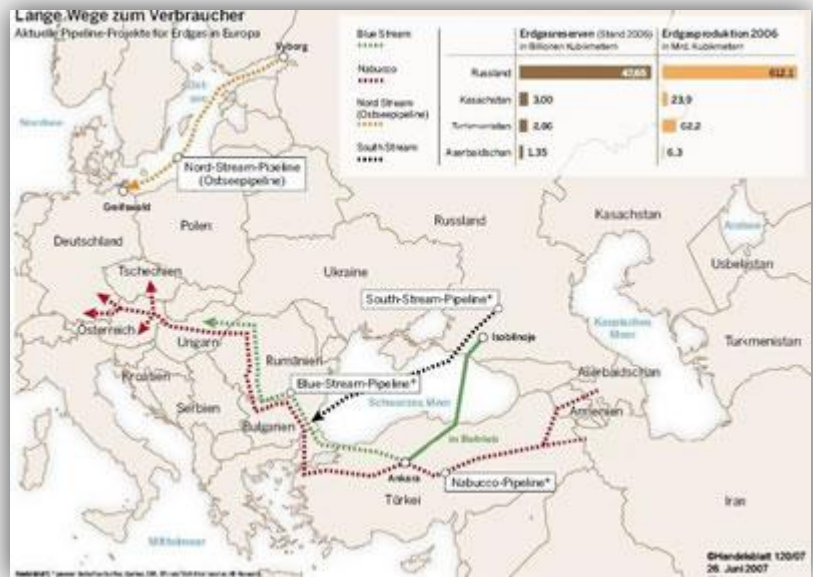 Lange Wege zum Verbraucher
Aktuelle Pipeline-Projekte für Erdgas in Europa
Blue Stream
Nabucco
Nord Stream
(Ostseepipeline)
South Stream
Erdgasreserven (Stand 2006)
in Billionen Kubikmetern
Erdgasproduktion 2006
in Mrd. Kubikmetern
Russland 47,65 612,1
Kasachstan 3,00 23,9
Turkmenistan 2,86 62,2
Aserbaidschan 1,35 6,3
Vyborg
Nordsee
Ost-
see
Nord-Stream-Pipeline
(Ostseepipeline)
Greifswald
Deutschland
Polen
Russland
Kasachstan
Aralsee
Usbekistan
Tschechien
Ukraine
South-Stream-Pipeline*
Österreich
Ungarn
Isobilnoje
Kaspisches
Meer
Turkmenistan
Rumänien
Kroatien
Blue-Stream-Pipeline*
Schwarzes Meer
Aserbaidschan
Serbien
Armenien
Bulgarien
in Betrieb
Ankara
Nabucco-Pipeline*
Türkei
Iran
Mittelmeer
©Handelsblatt 120/07
26. Juni 2007